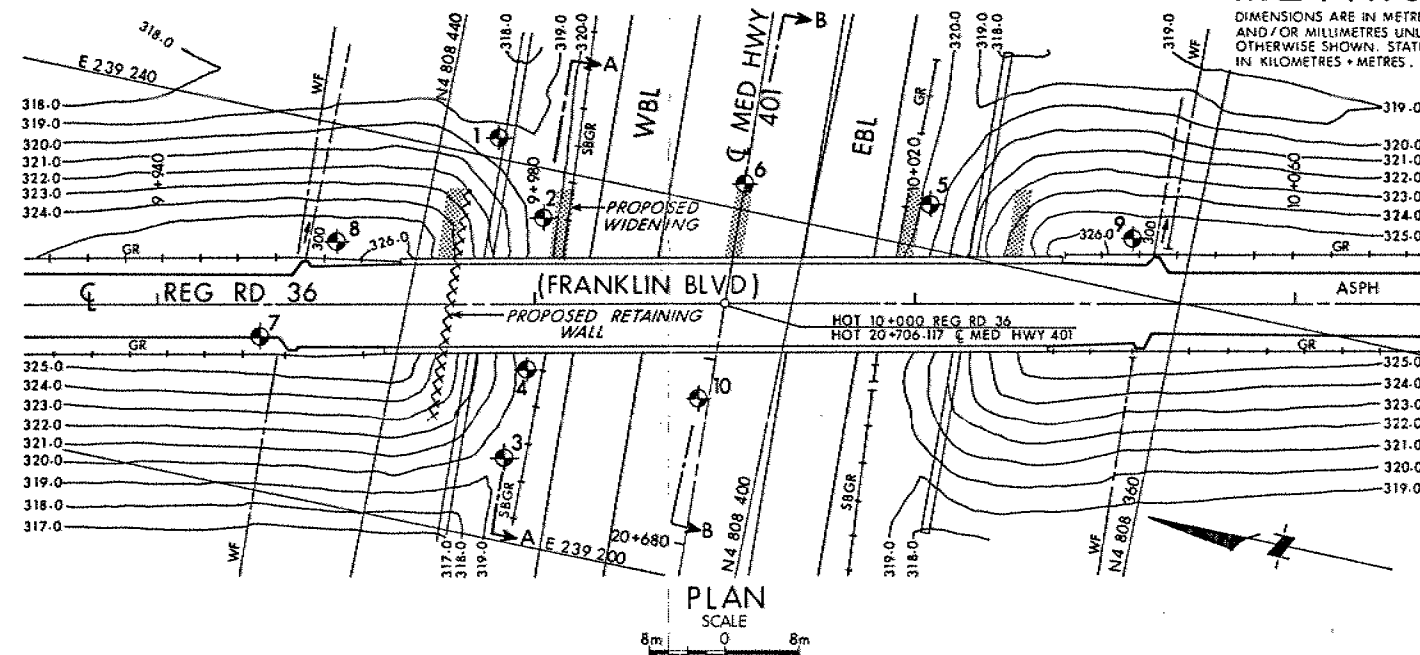 DIMENSIONS ARE IN METRE
AND/OR MILLIMETRES UNL
OTHERWISE SHOWN. STATI
IN KILOMETRES + METRES.
318·0
E 239 240
WF
N4 808 440
318·0
319·0
320·0
A
WBL
℄ MED HWY
401
B
EBL
GR
320·0
319·0
318·0
319·0
WF
318·0
319·0
320·0
321·0
322·0
323·0
324·0
9+940
1
9+980
SBGR
2
6
10+020
5
10+060
319·0
320·0
321·0
322·0
323·0
324·0
325·0
PROPOSED
WIDENING
300
8
326·0
9
326·0
300
GR
GR
℄ REG RD 36
(FRANKLIN BLVD)
ASPH
PROPOSED RETAINING
WALL
HOT 10+000 REG RD 36
HOT 20+706·117 ℄ MED HWY 401
7
GR
GR
325·0
324·0
323·0
322·0
321·0
320·0
319·0
318·0
317·0
4
10
3
SBGR
SBGR
325·0
324·0
323·0
322·0
321·0
320·0
319·0
WF
317·0
318·0
319·0
A
E 239 200
20+680
B
N4 808 400
319·0
318·0
WF
N4 808 360
N
PLAN
SCALE
8m 0 8m